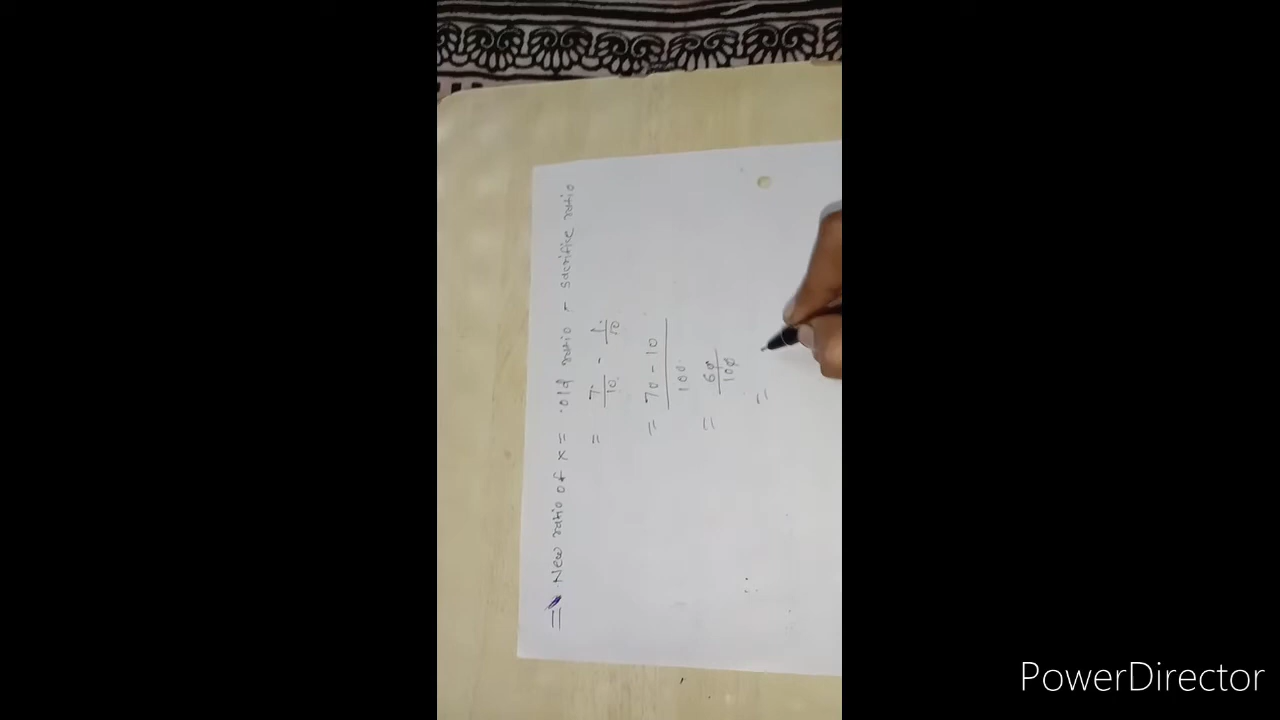 => New ratio of x = old ratio - sacrifice ratio
= 7/10 - 1/10
= 70 - 10 / 100
= 60/100
=
PowerDirector